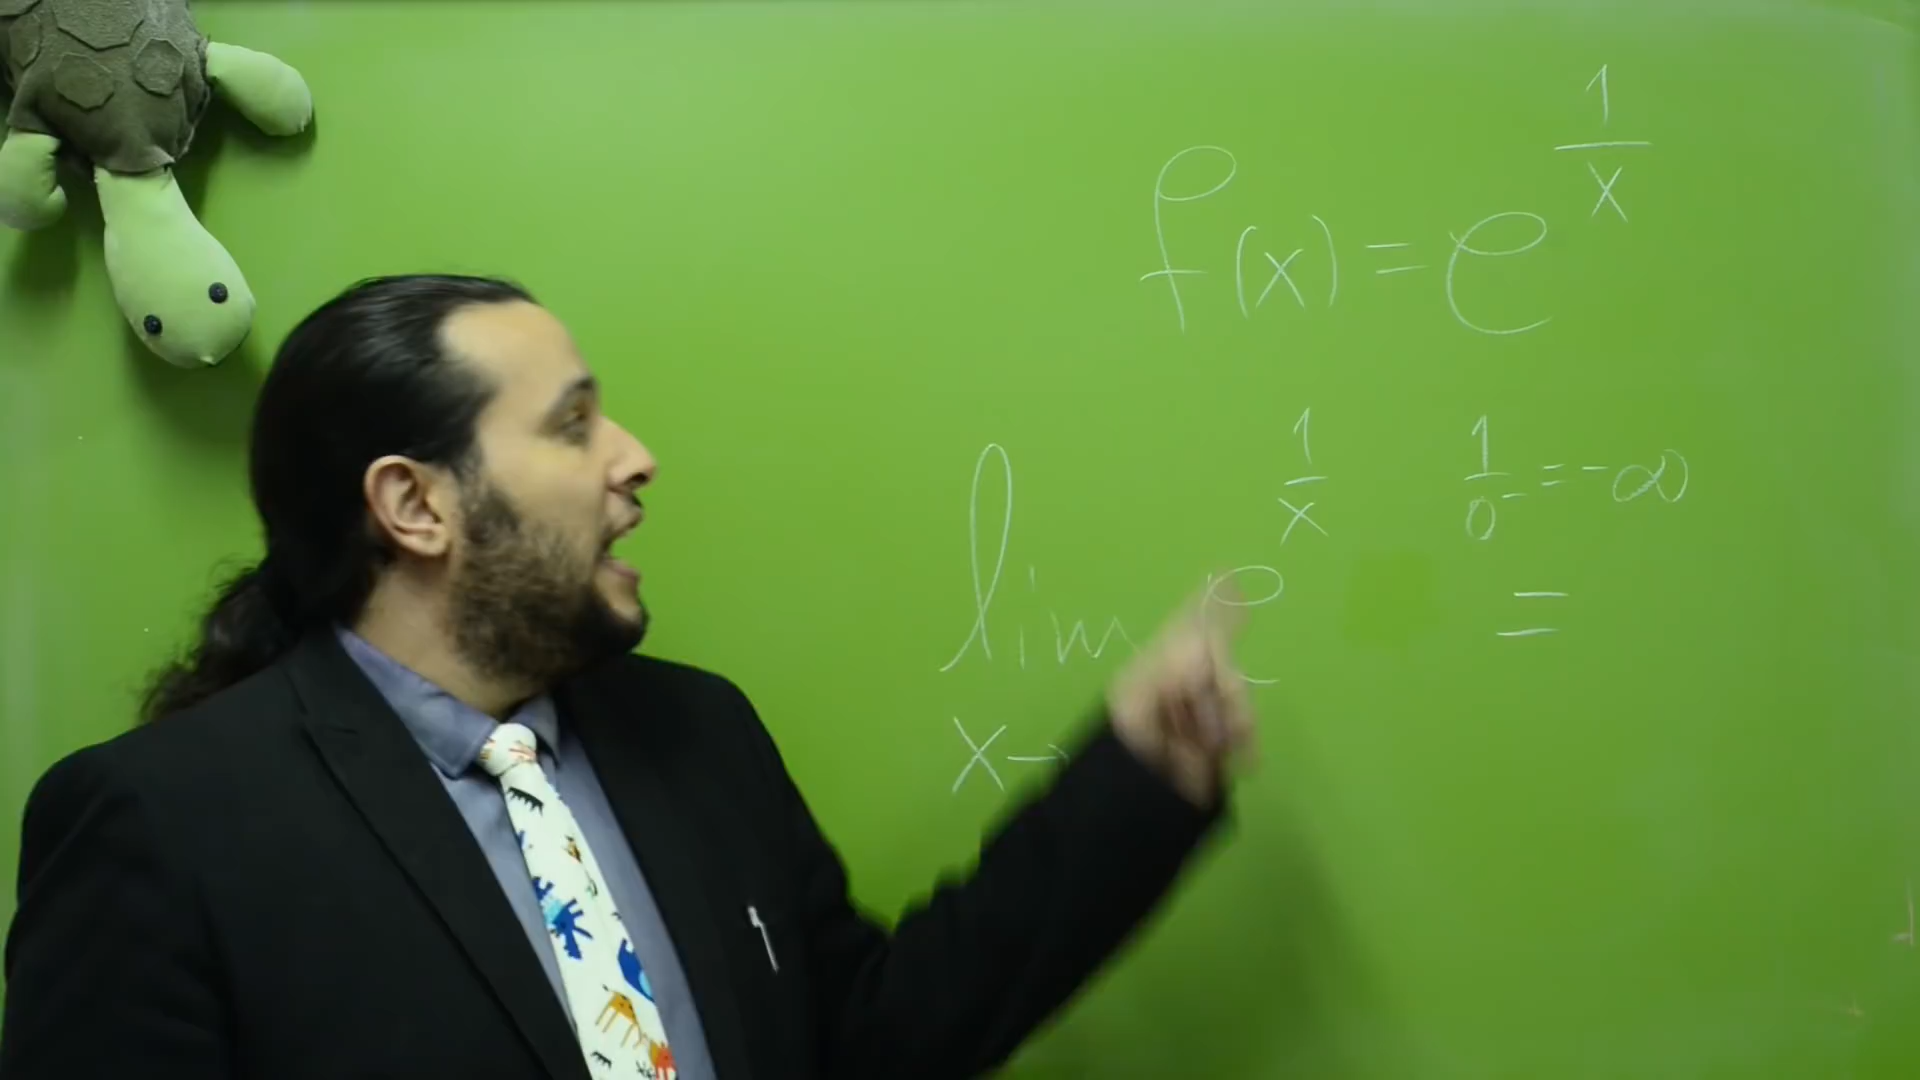 f(x) = e^{1/x}
lim e^{1/x} 1/0⁻ = -∞ =
x →